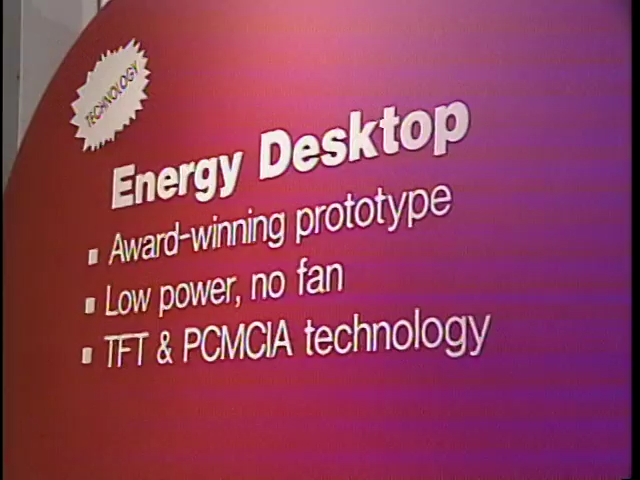 TECHNOLOGY
Energy Desktop
▪ Award-winning prototype
▪ Low power, no fan
▪ TFT & PCMCIA technology